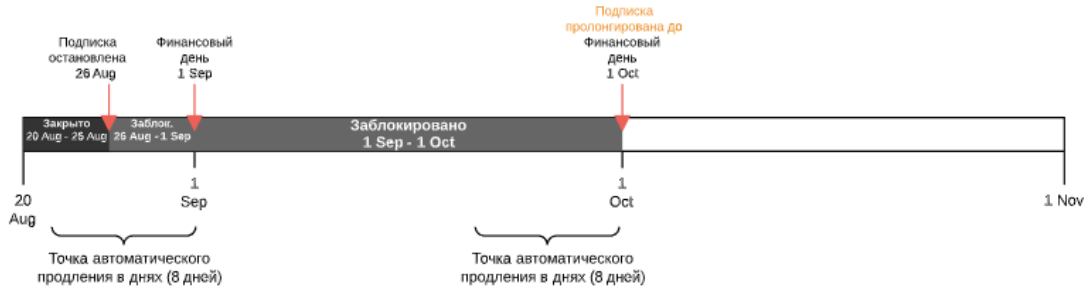 Подписка
пролонгирована до
Финансовый
день
1 Oct
Подписка
остановлена
26 Aug
Финансовый
день
1 Sep
Закрыто
20 Aug - 25 Aug
Заблок.
26 Aug - 1 Sep
Заблокировано
1 Sep - 1 Oct
20
Aug
1
Sep
1
Oct
1 Nov
Точка автоматического
продления в днях (8 дней)
Точка автоматического
продления в днях (8 дней)